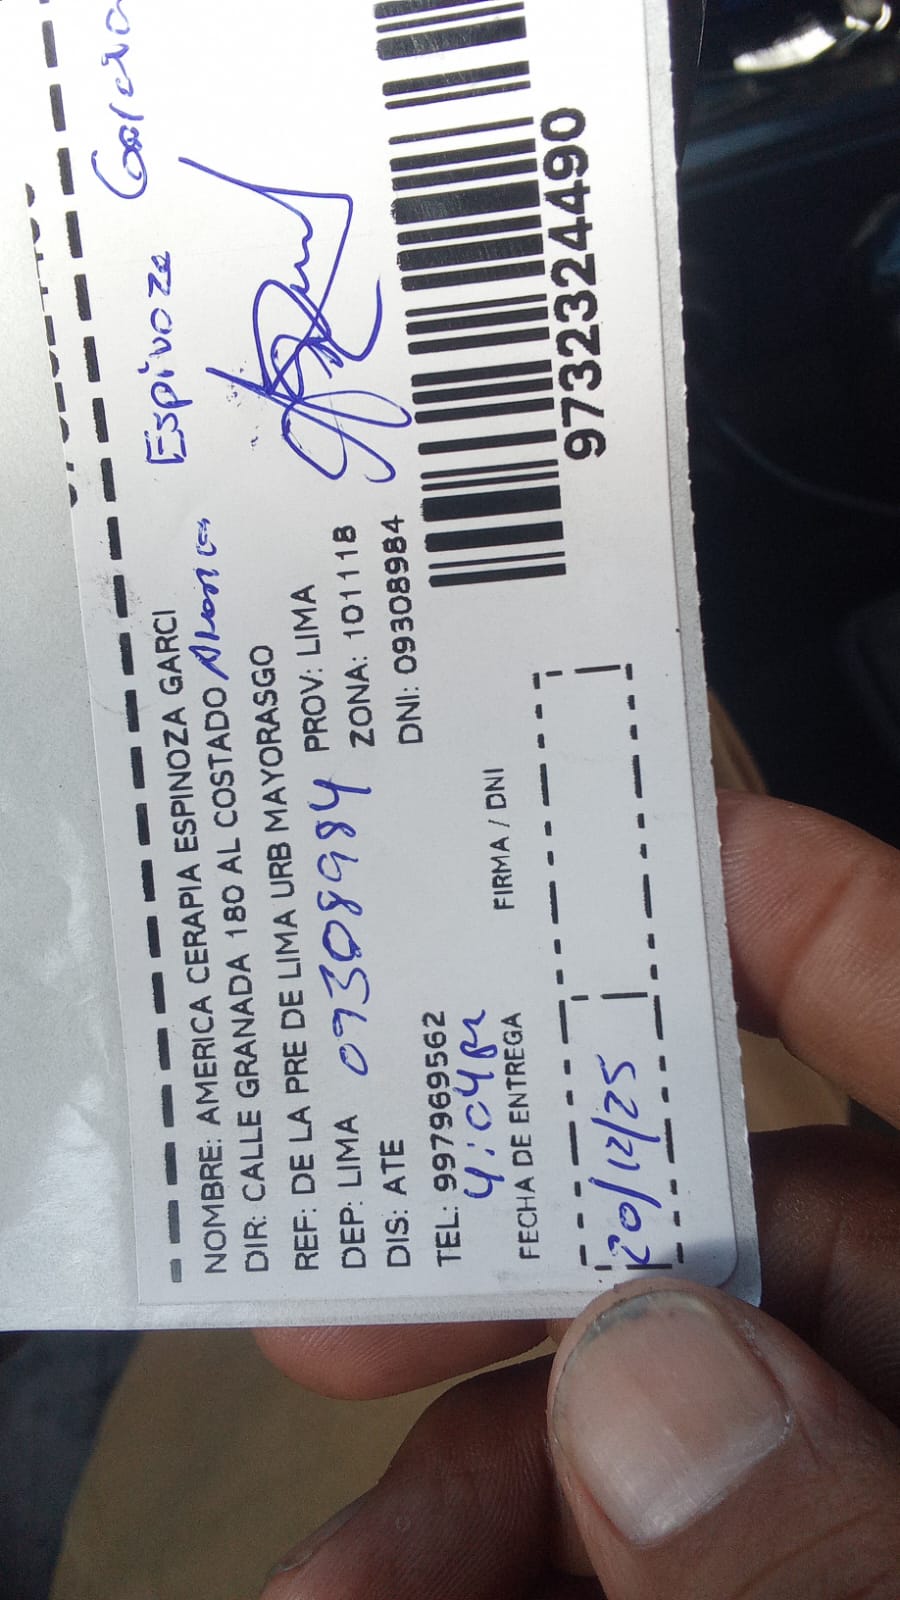 Espinoza Garcia
NOMBRE: AMERICA CERAPIA ESPINOZA GARCI
DIR: CALLE GRANADA 180 AL COSTADO
REF: DE LA PRE DE LIMA URB MAYORASGO
DEP: LIMA 09308984 PROV: LIMA
DIS: ATE ZONA: 101118
TEL: 997969562 DNI: 09308984
4:04 Pm
FECHA DE ENTREGA FIRMA / DNI
20/12/25
9732324490